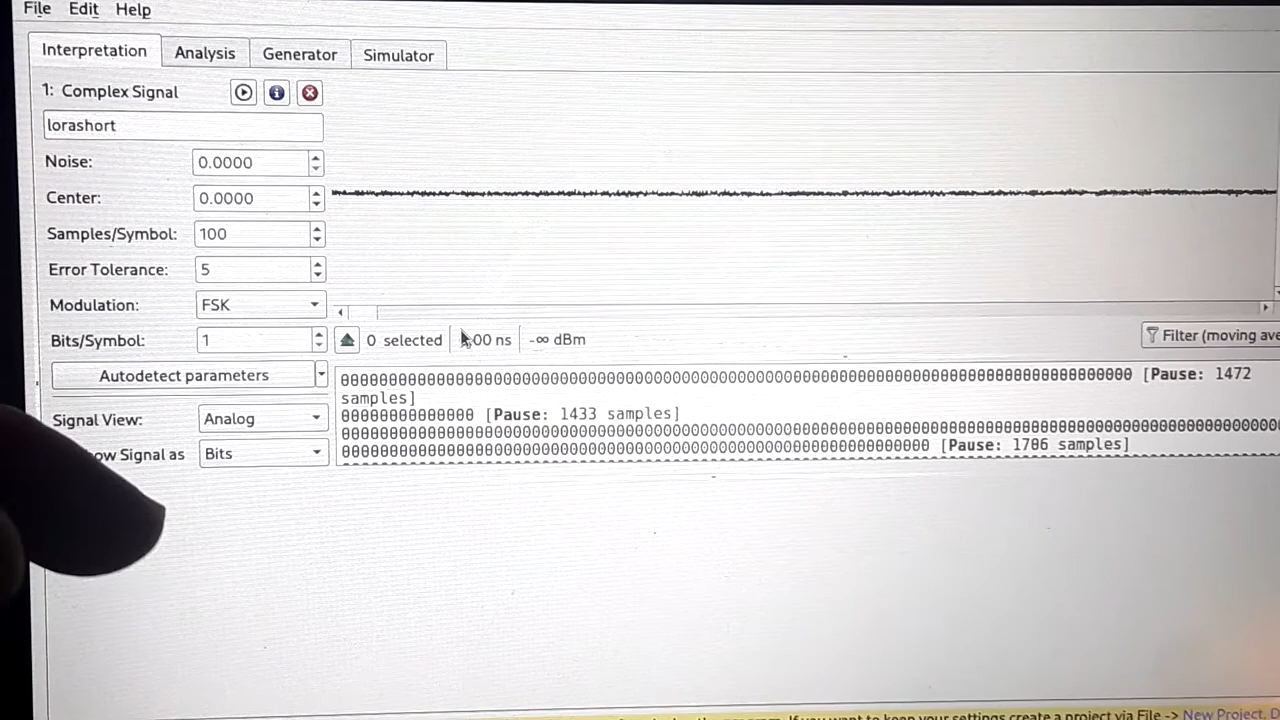 File Edit Help
Interpretation Analysis Generator Simulator
1: Complex Signal
lorashort
Noise: 0.0000
Center: 0.0000
Samples/Symbol: 100
Error Tolerance: 5
Modulation: FSK
Bits/Symbol: 1
0 selected 00 ns -∞ dBm
Filter (moving ave
Autodetect parameters
[Pause: 1472
samples]
00000000000000 [Pause: 1433 samples]
[Pause: 1706 samples]
Signal View: Analog
Signal as Bits
If you want to keep your settings create a project via File -> New Project.